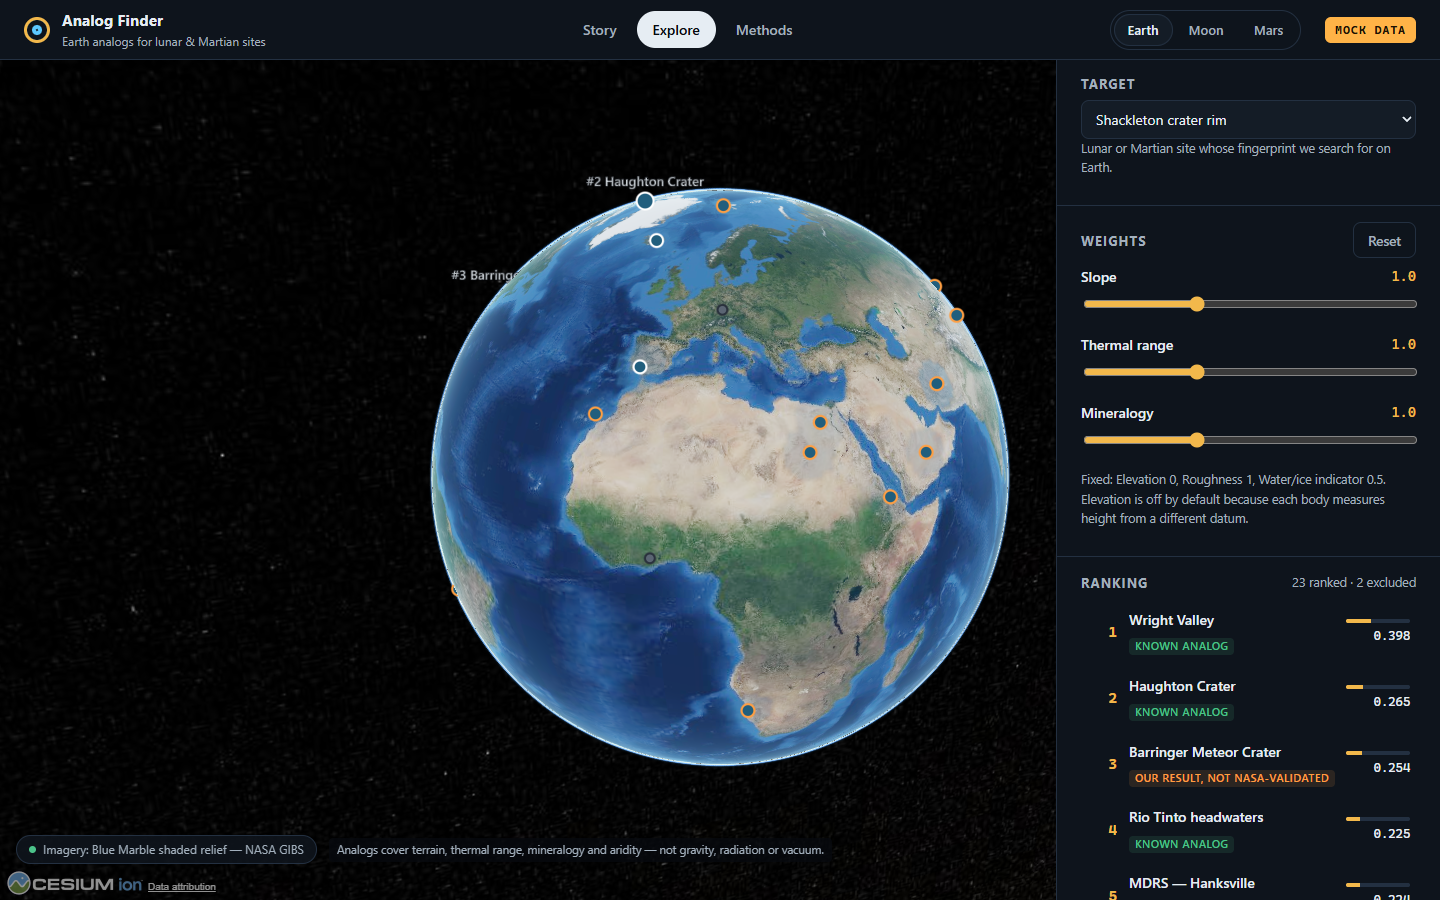 Analog Finder
Earth analogs for lunar & Martian sites
Story
Explore
Methods
Earth
Moon
Mars
MOCK DATA
#2 Haughton Crater
#3 Barringe
Imagery: Blue Marble shaded relief — NASA GIBS
Analogs cover terrain, thermal range, mineralogy and aridity — not gravity, radiation or vacuum.
CESIUM ion
Data attribution
TARGET
Shackleton crater rim
Lunar or Martian site whose fingerprint we search for on
Earth.
WEIGHTS
Reset
Slope
1.0
Thermal range
1.0
Mineralogy
1.0
Fixed: Elevation 0, Roughness 1, Water/ice indicator 0.5.
Elevation is off by default because each body measures
height from a different datum.
RANKING
23 ranked · 2 excluded
1
Wright Valley
KNOWN ANALOG
0.398
2
Haughton Crater
KNOWN ANALOG
0.265
3
Barringer Meteor Crater
OUR RESULT, NOT NASA-VALIDATED
0.254
4
Rio Tinto headwaters
KNOWN ANALOG
0.225
5
MDRS — Hanksville